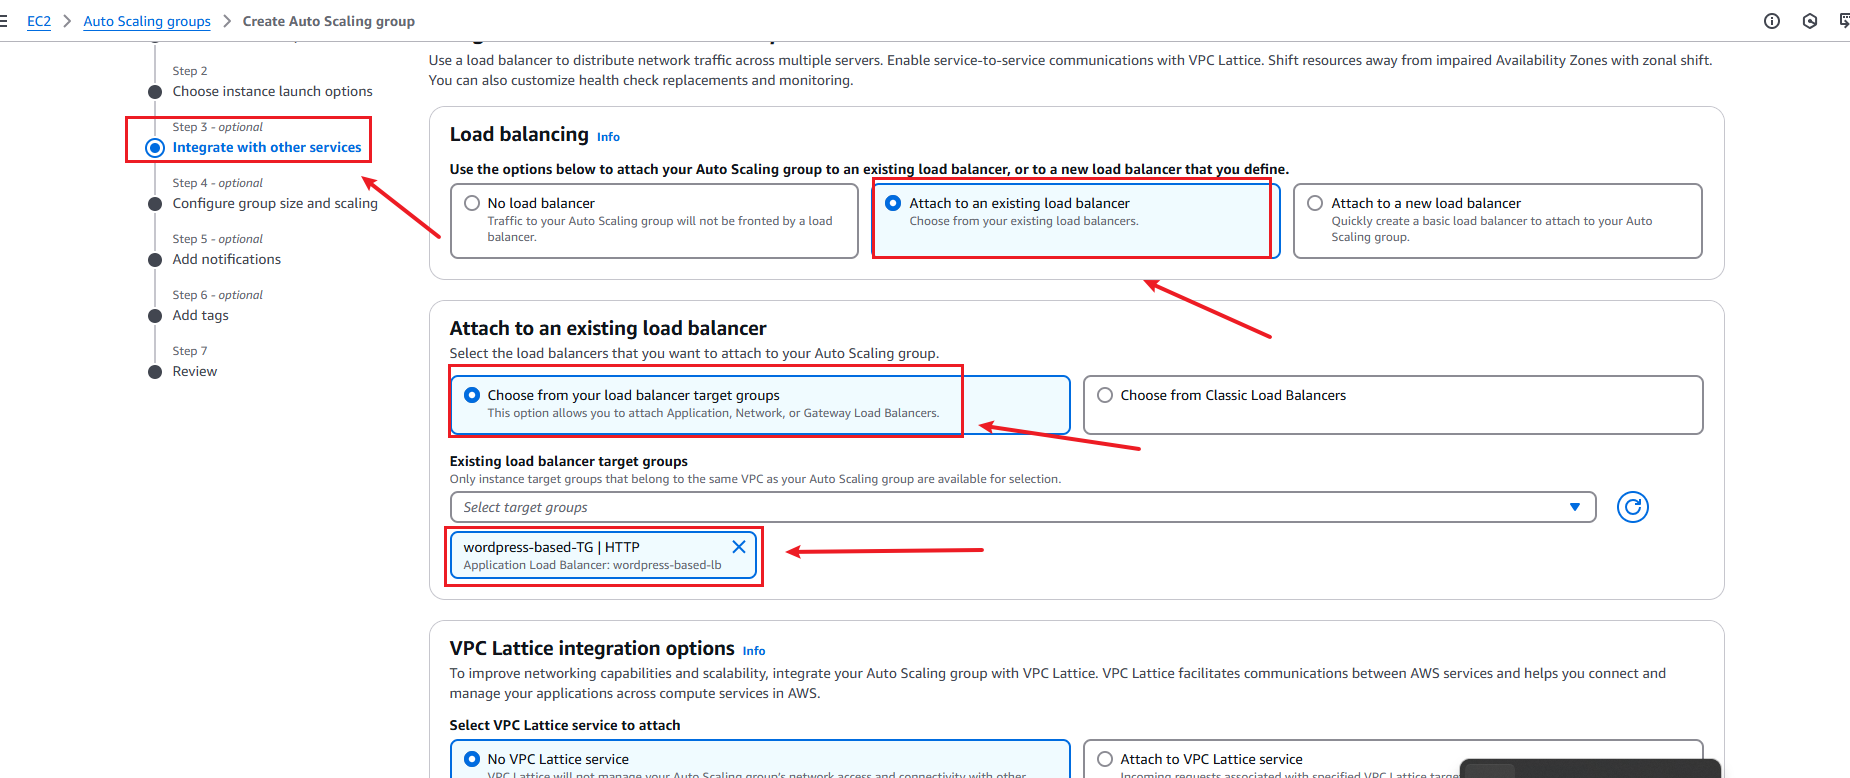 EC2 > Auto Scaling groups > Create Auto Scaling group
Use a load balancer to distribute network traffic across multiple servers. Enable service-to-service communications with VPC Lattice. Shift resources away from impaired Availability Zones with zonal shift.
You can also customize health check replacements and monitoring.
Step 2
Choose instance launch options
Step 3 - optional
Integrate with other services
Step 4 - optional
Configure group size and scaling
Step 5 - optional
Add notifications
Step 6 - optional
Add tags
Step 7
Review
Load balancing Info
Use the options below to attach your Auto Scaling group to an existing load balancer, or to a new load balancer that you define.
No load balancer
Traffic to your Auto Scaling group will not be fronted by a load
balancer.
Attach to an existing load balancer
Choose from your existing load balancers.
Attach to a new load balancer
Quickly create a basic load balancer to attach to your Auto
Scaling group.
Attach to an existing load balancer
Select the load balancers that you want to attach to your Auto Scaling group.
Choose from your load balancer target groups
This option allows you to attach Application, Network, or Gateway Load Balancers.
Choose from Classic Load Balancers
Existing load balancer target groups
Only instance target groups that belong to the same VPC as your Auto Scaling group are available for selection.
Select target groups
wordpress-based-TG | HTTP
Application Load Balancer: wordpress-based-lb
VPC Lattice integration options Info
To improve networking capabilities and scalability, integrate your Auto Scaling group with VPC Lattice. VPC Lattice facilitates communications between AWS services and helps you connect and
manage your applications across compute services in AWS.
Select VPC Lattice service to attach
No VPC Lattice service
VPC Lattice will not manage your Auto Scaling group's network access and connectivity with other
Attach to VPC Lattice service
Incoming requests associated with specified VPC Lattice